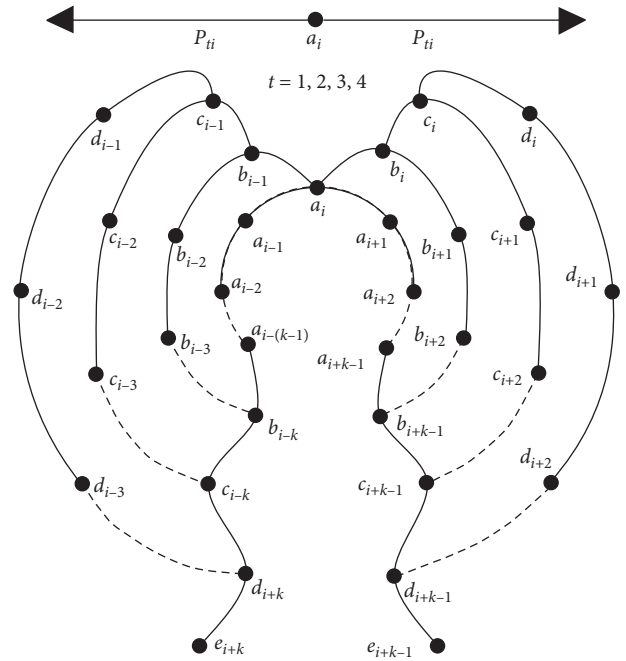 P_{ti} a_i P_{ti}
t = 1, 2, 3, 4
c_{i–1} c_i
d_{i–1} d_i
b_{i–1} b_i
a_i
c_{i–2} b_{i–2} a_{i–1} a_{i+1} b_{i+1} c_{i+1}
d_{i–2} a_{i–2} a_{i+2} d_{i+1}
b_{i–3} a_{i–(k–1)} a_{i+k–1} b_{i+2}
c_{i–3} c_{i+2}
b_{i–k} b_{i+k–1}
d_{i–3} c_{i–k} c_{i+k–1} d_{i+2}
d_{i+k} d_{i+k–1}
e_{i+k} e_{i+k–1}